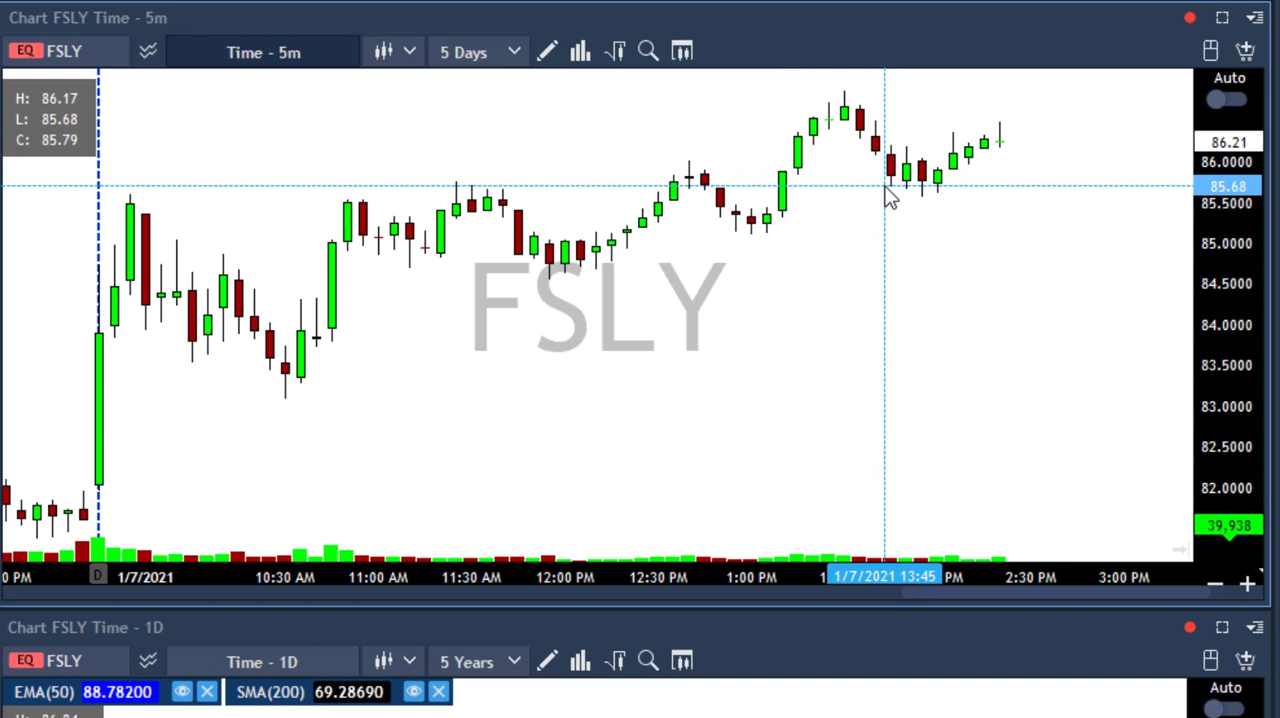 Chart FSLY Time - 5m
EQ FSLY Time - 5m 5 Days
Auto
H: 86.17
L: 85.68
C: 85.79
86.21
86.0000
85.68
85.5000
85.0000
84.5000
84.0000
83.5000
83.0000
82.5000
82.0000
39,938
FSLY
0 PM D 1/7/2021 10:30 AM 11:00 AM 11:30 AM 12:00 PM 12:30 PM 1:00 PM 1 1/7/2021 13:45 PM 2:30 PM 3:00 PM
Chart FSLY Time - 1D
EQ FSLY Time - 1D 5 Years
EMA(50) 88.78200 SMA(200) 69.28690
Auto